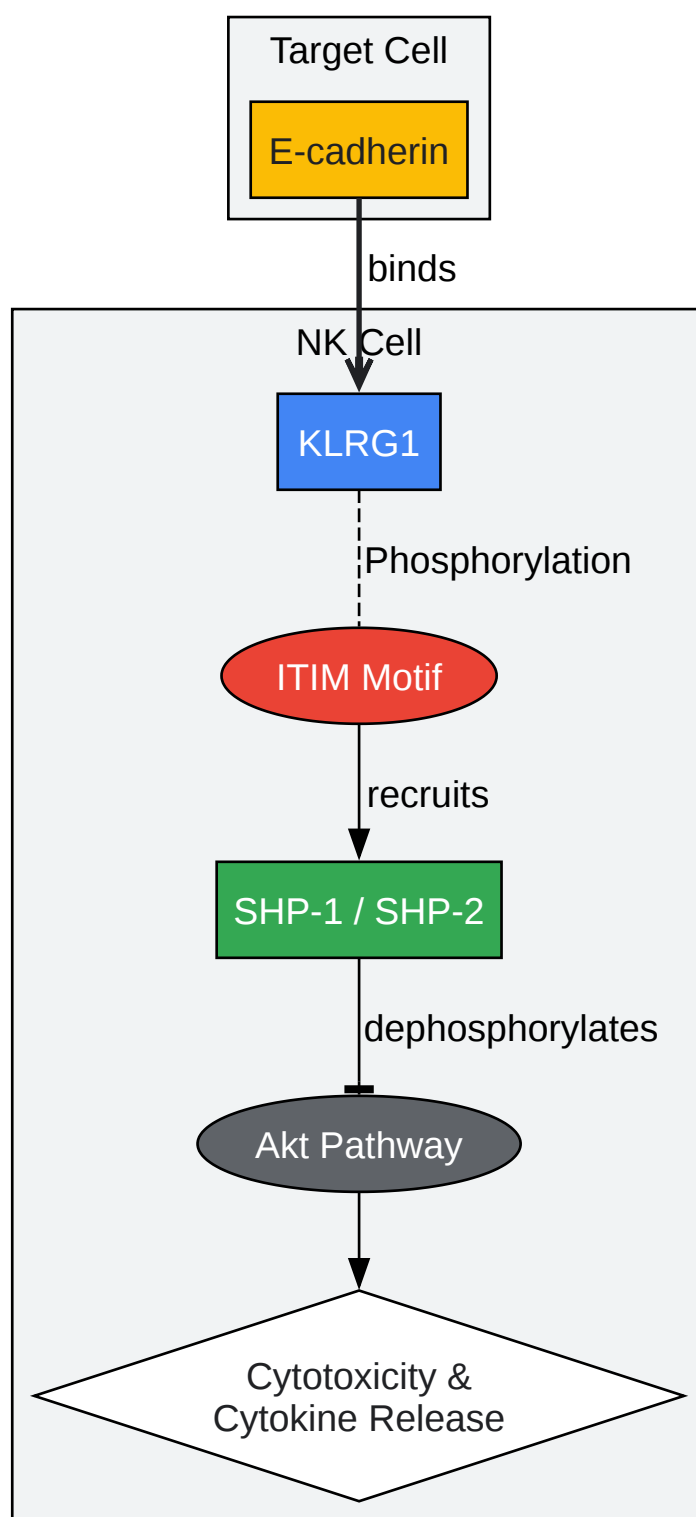 Target Cell
E-cadherin
binds
NK Cell
KLRG1
Phosphorylation
ITIM Motif
recruits
SHP-1 / SHP-2
dephosphorylates
Akt Pathway
Cytotoxicity &
Cytokine Release